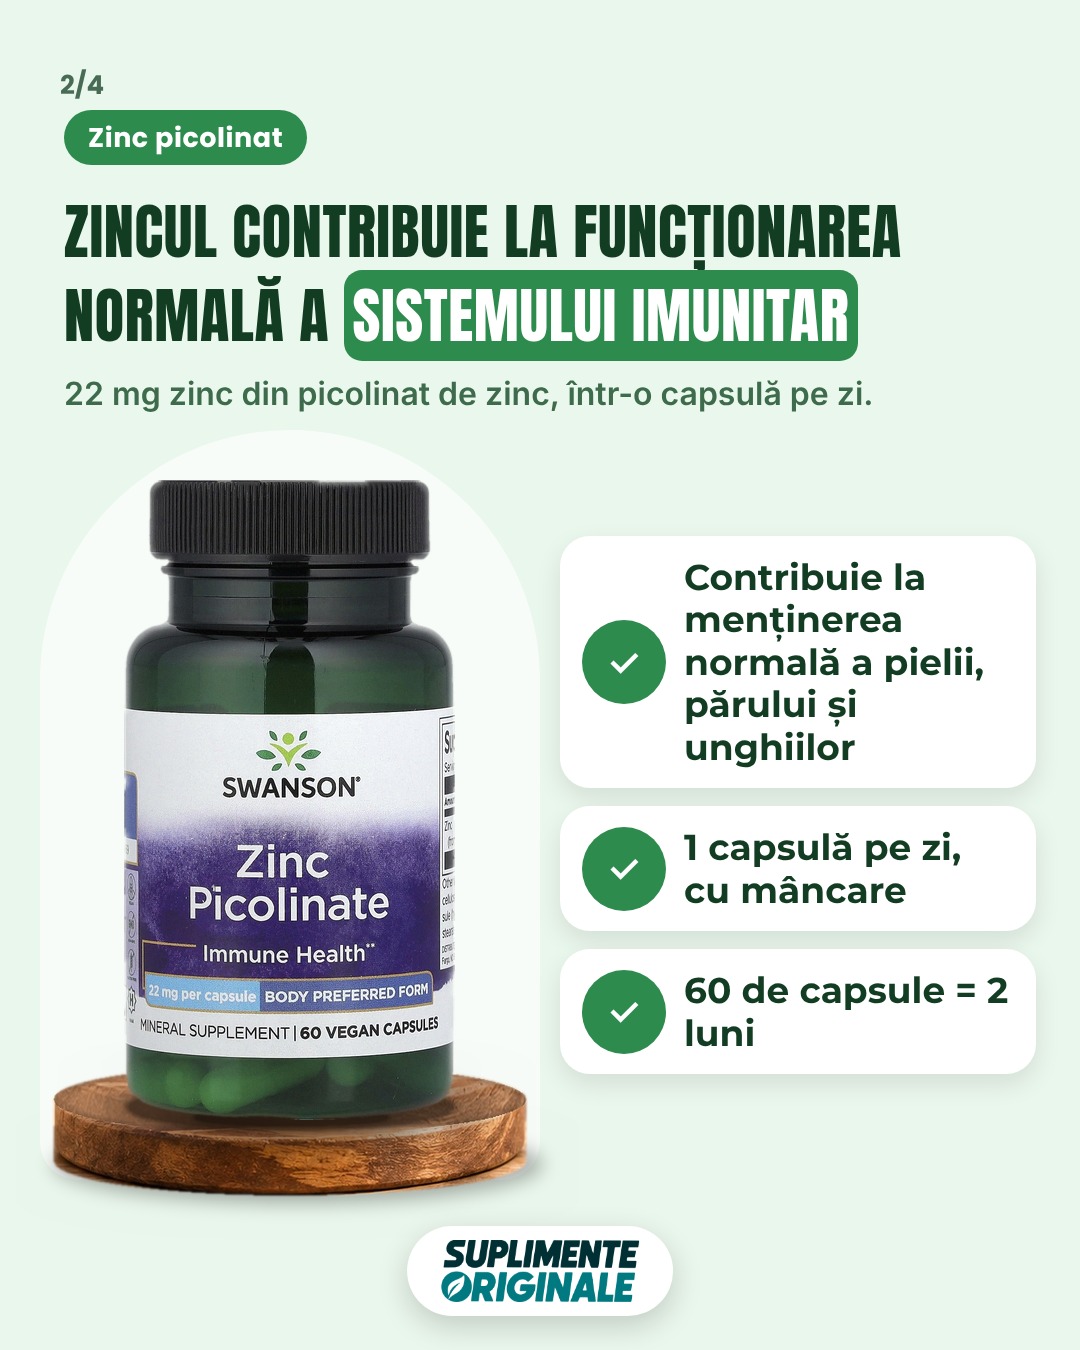 2/4
Zinc picolinat
ZINCUL CONTRIBUIE LA FUNCȚIONAREA
NORMALĂ A SISTEMULUI IMUNITAR
22 mg zinc din picolinat de zinc, într-o capsulă pe zi.
SWANSON®
Zinc
Picolinate
Immune Health**
22 mg per capsule BODY PREFERRED FORM
MINERAL SUPPLEMENT | 60 VEGAN CAPSULES
Contribuie la
menținerea
normală a pielii,
părului și
unghiilor
1 capsulă pe zi,
cu mâncare
60 de capsule = 2
luni
SUPLIMENTE
ORIGINALE